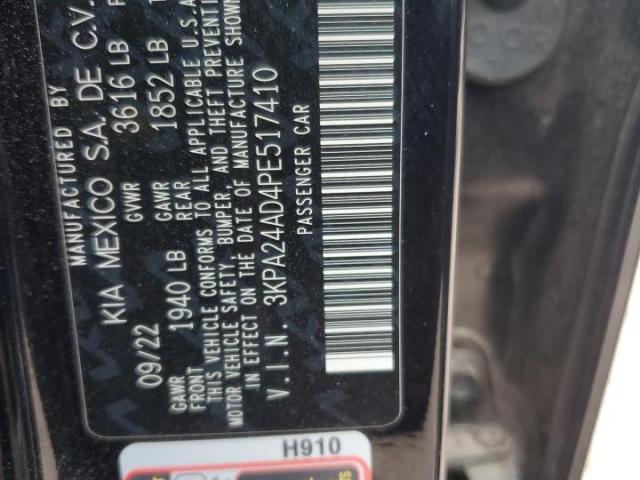 MANUFACTURED BY
KIA MEXICO S.A. DE C.V.
09/22 GVWR 3616 LB
GAWR FRONT 1940 LB GAWR REAR 1852 LB
THIS VEHICLE CONFORMS TO ALL APPLICABLE U.S.A
MOTOR VEHICLE SAFETY, BUMPER, AND THEFT PREVENTI
IN EFFECT ON THE DATE OF MANUFACTURE SHOWN
V.I.N. 3KPA24AD4PE517410
PASSENGER CAR
H910